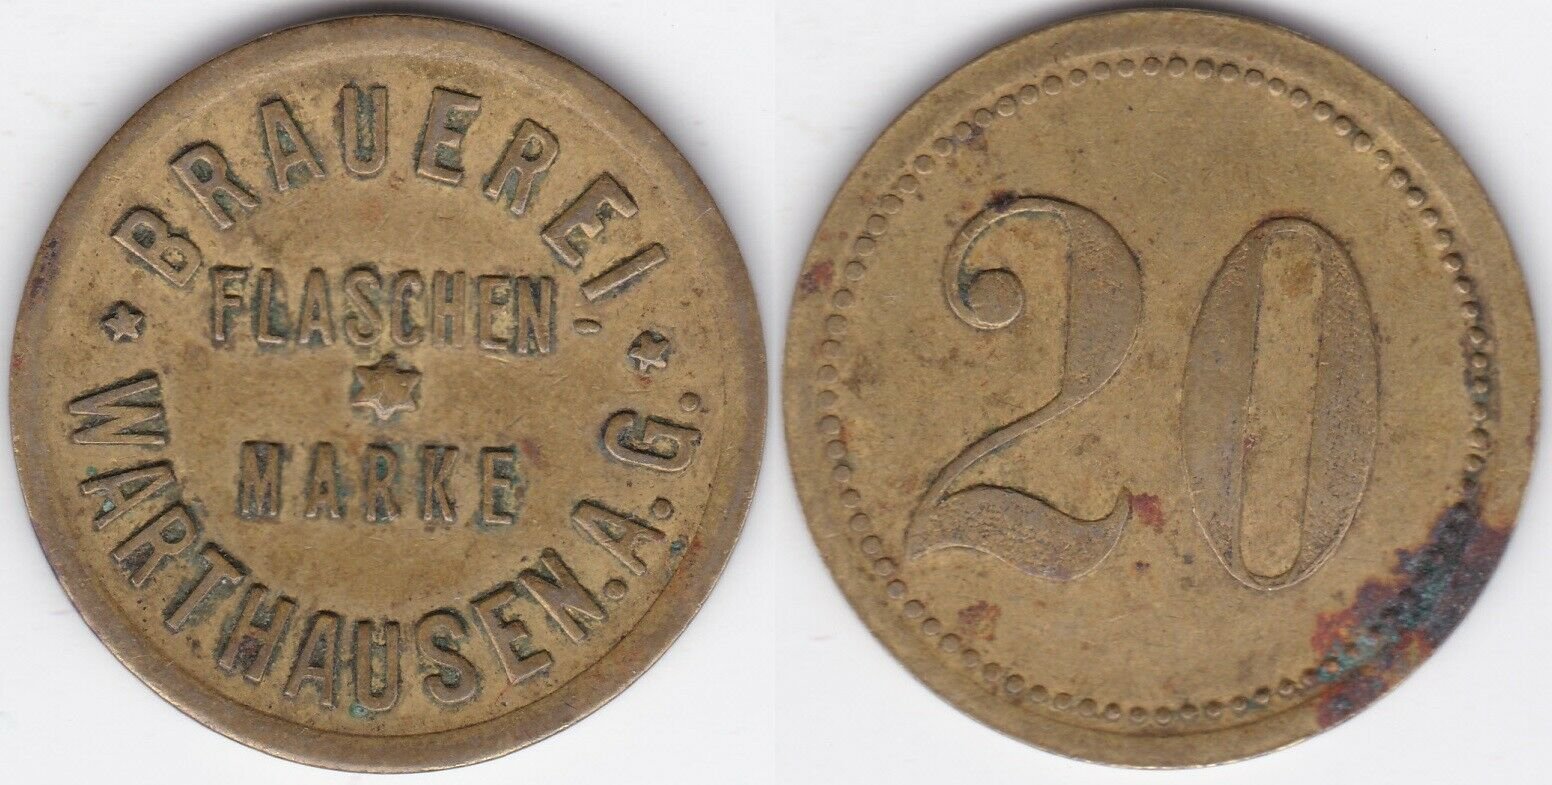 BRAUEREI,
FLASCHEN
MARKE
WARTHAUSEN.A.G.
20